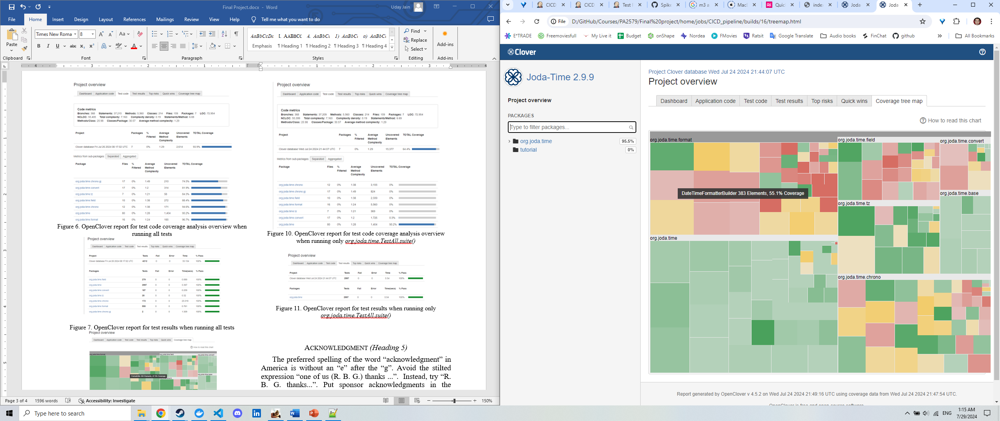 Final Project.docx - Word
Uday Jain
File Home Insert Design Layout References Mailings Review View Help Tell me what you want to do
Paste
Times New Roma 8
Find
Replace
Select
Add-ins
AaBbCcDc I. AABBCC A. AaBbCc 1) AaBbCc a) AaBbCc
Emphasis ¶ Heading 1 ¶ Heading 2 ¶ Heading 3 ¶ Heading 4
Clipboard Font Paragraph Styles Editing Add-ins
Project overview
Dashboard Application code Test code Test results Top risks Quick wins Coverage tree map
Code metrics
Branches: 368 Statements: 37,215 Methods: 5,560 Classes: 214 Files: 159 Packages: 7 LOC: 72,954
NCLOC: 55,405 Total complexity: 7,163 Complexity density: 0.19 Statements/Method: 6.69
Methods/Class: 25.98 Classes/Package: 30.57 Average method complexity: 1.29
Project Packages % Filtered Average Method Complexity Uncovered Elements TOTAL Coverage
Clover database Fri Jul 26 2024 08:17:02 UTC 7 0% 1.29 2,614 93.9%
Metrics from sub-packages: Separated Aggregated
Package Files % Filtered Average Method Complexity Uncovered Elements TOTAL Coverage
org.joda.time.chrono.gj 17 0% 1.49 210 74.5%
org.joda.time.convert 17 0% 1.2 314 81.9%
org.joda.time.tz 7 0% 1.21 58 84.3%
org.joda.time.field 10 0% 1.38 272 88.4%
org.joda.time.chrono 12 0% 1.38 171 94.6%
org.joda.time 80 0% 1.28 1,404 95.2%
org.joda.time.format 16 0% 1.24 185 96.7%
Figure 6. OpenClover report for test code coverage analysis overview when
running all tests
Project overview
Dashboard Application code Test code Test results Top risks Quick wins Coverage tree map
Project Tests Fail Error Time % Pass
Clover database Fri Jul 26 2024 08:17:02 UTC 4212 0 0 33.134 100%
Packages Tests Fail Error Time(secs) % Pass
org.joda.time.field 279 0 0 0.069 100%
org.joda.time 2997 0 0 5.397 100%
org.joda.time.convert 187 0 0 0.259 100%
org.joda.time.tz 25 0 0 0.32 100%
org.joda.time.chrono 172 0 0 25.019 100%
org.joda.time.format 550 0 0 0.761 100%
org.joda.time.chrono.gj 2 0 0 1.309 100%
Figure 7. OpenClover report for test results when running all tests
Project overview
Dashboard Application code Test code Test results Top risks Quick wins Coverage tree map
How to read this chart
org.joda.time.format org.joda.time.field org.joda.time.convert
org.joda.time.base
Project overview
Dashboard Application code Test code Test results Top risks Quick wins Coverage tree map
Code metrics
Branches: 368 Statements: 37,209 Methods: 5,560 Classes: 214 Files: 159 Packages: 7 LOC: 72,954
NCLOC: 55,399 Total complexity: 7,163 Complexity density: 0.19 Statements/Method: 6.69
Methods/Class: 25.98 Classes/Package: 30.57 Average method complexity: 1.29
Project Packages % Filtered Average Method Complexity Uncovered Elements TOTAL Coverage
Clover database Wed Jul 24 2024 21:44:07 UTC 7 0% 1.29 15,377 64.4%
Metrics from sub-packages: Separated Aggregated
Package Files % Filtered Average Method Complexity Uncovered Elements TOTAL Coverage
org.joda.time.chrono 12 0% 1.38 3,155 0%
org.joda.time.chrono.gj 17 0% 1.49 824 0%
org.joda.time.field 10 0% 1.38 2,339 0%
org.joda.time.format 16 0% 1.24 5,560 0%
org.joda.time.tz 7 0% 1.21 369 0%
org.joda.time.convert 17 0% 1.2 1,726 0.3%
org.joda.time 80 0% 1.28 1,404 95.2%
Figure 10. OpenClover report for test code coverage analysis overview
when running only org.joda.time.TestAll.suite()
Project overview
Dashboard Application code Test code Test results Top risks Quick wins Coverage tree map
Project Tests Fail Error Time % Pass
Clover database Wed Jul 24 2024 21:44:07 UTC 2997 0 0 5.54 100%
Packages Tests Fail Error Time(secs) % Pass
org.joda.time 2997 0 0 5.54 100%
Figure 11. OpenClover report for test results when running only
org.joda.time.TestAll.suite()
ACKNOWLEDGMENT (Heading 5)
The preferred spelling of the word “acknowledgment” in
America is without an “e” after the “g”. Avoid the stilted
expression “one of us (R. B. G.) thanks ...”. Instead, try “R.
B. G. thanks...”. Put sponsor acknowledgments in the
Page 3 of 4 1596 words Accessibility: Investigate 150%
CICD CICD Test Spike m3 a Mac Quic inde Joda Joda
File D:/GitHub/Courses/PA2579/Final%20project/home/jobs/CICD_pipeline/builds/16/treemap.html
E*TRADE Freemoviesfull My Live it Budget onShape Nordea FMovies Ratsit Google Translate Audio books FinChat github » All Bookmarks
Clover
Joda-Time 2.9.9
Project overview
PACKAGES
Type to filter packages...
org.joda.time 95.5%
tutorial 0%
Project Clover database Wed Jul 24 2024 21:44:07 UTC
Project overview
Dashboard Application code Test code Test results Top risks Quick wins Coverage tree map
How to read this chart
org.joda.time.format org.joda.time.field org.joda.time.convert
DateTimeFormatterBuilder 383 Elements, 55.1% Coverage
org.joda.time.base
org.joda.time.tz
org.joda.time
org.joda.time.chrono
Report generated by OpenClover v 4.5.2 on Wed Jul 24 2024 21:49:16 UTC using coverage data from Wed Jul 24 2024 21:47:54 UTC.
OpenClover is free and open-source software.
Type here to search
ENG
1:15 AM
7/29/2024